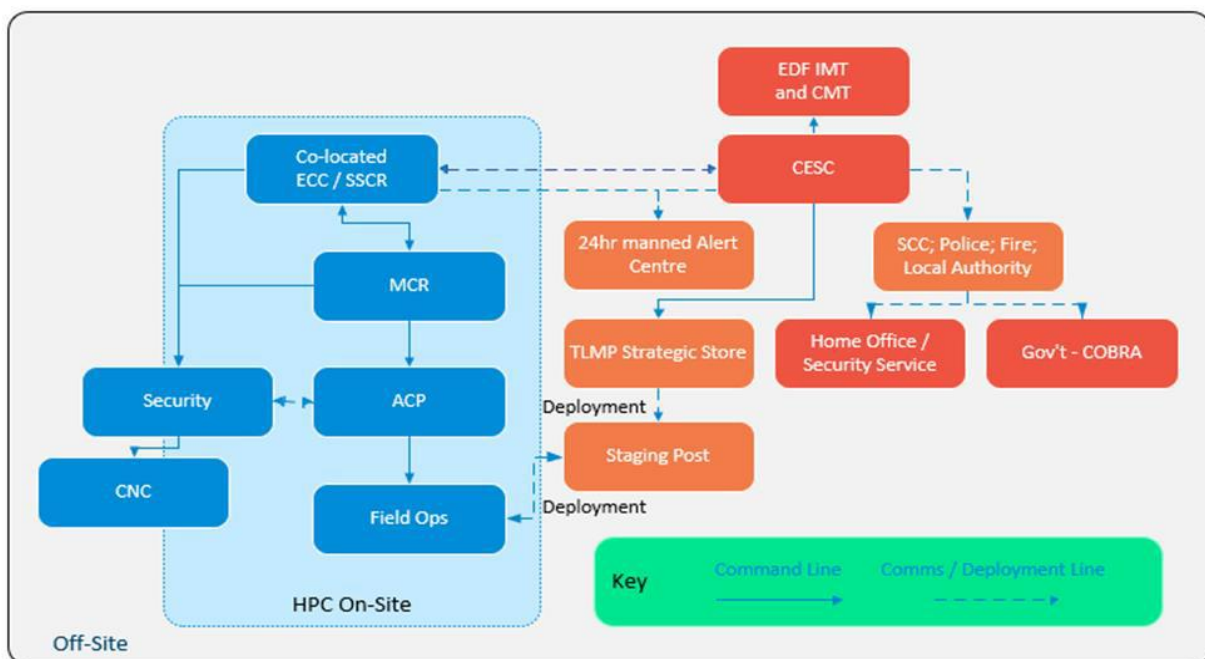 EDF IMT
and CMT
Co-located
ECC / SSCR
CESC
24hr manned Alert
Centre
SCC; Police; Fire;
Local Authority
MCR
TLMP Strategic Store
Home Office /
Security Service
Gov't - COBRA
Security
ACP
Deployment
Staging Post
CNC
Field Ops
Deployment
Key
Command Line
Comms / Deployment Line
HPC On-Site
Off-Site